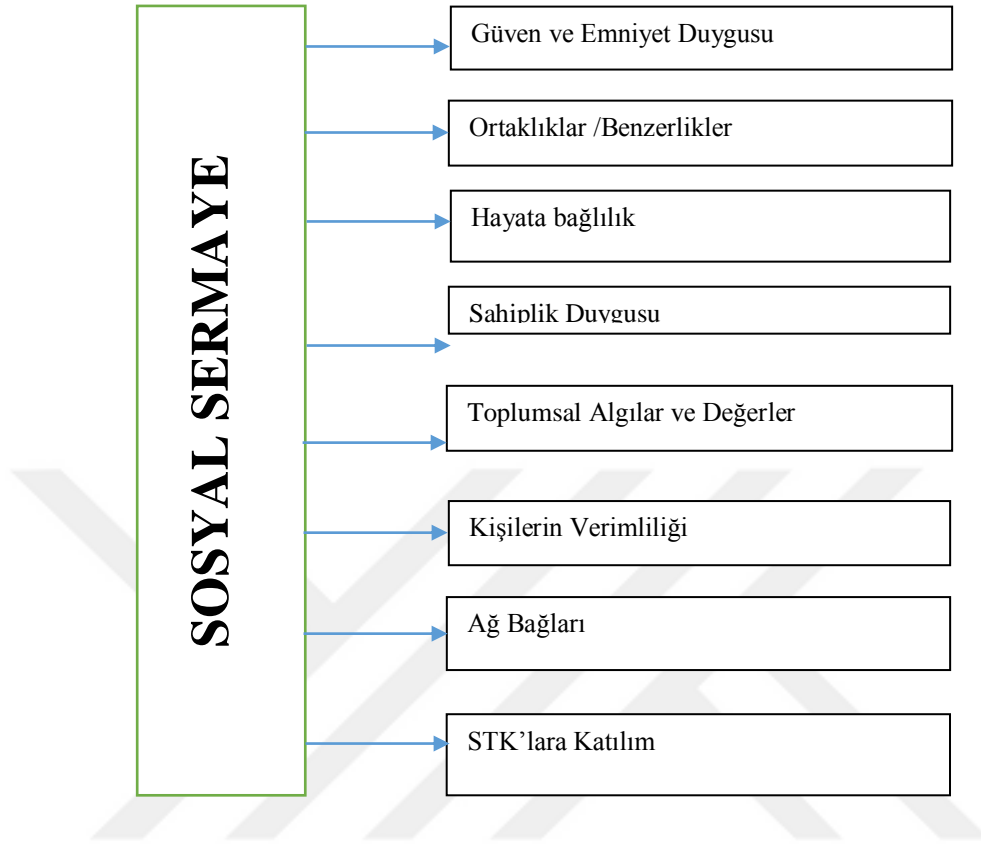 SOSYAL SERMAYE
Güven ve Emniyet Duygusu
Ortaklıklar /Benzerlikler
Hayata bağlılık
Sahiplik Duygusu
Toplumsal Algılar ve Değerler
Kişilerin Verimliliği
Ağ Bağları
STK’lara Katılım